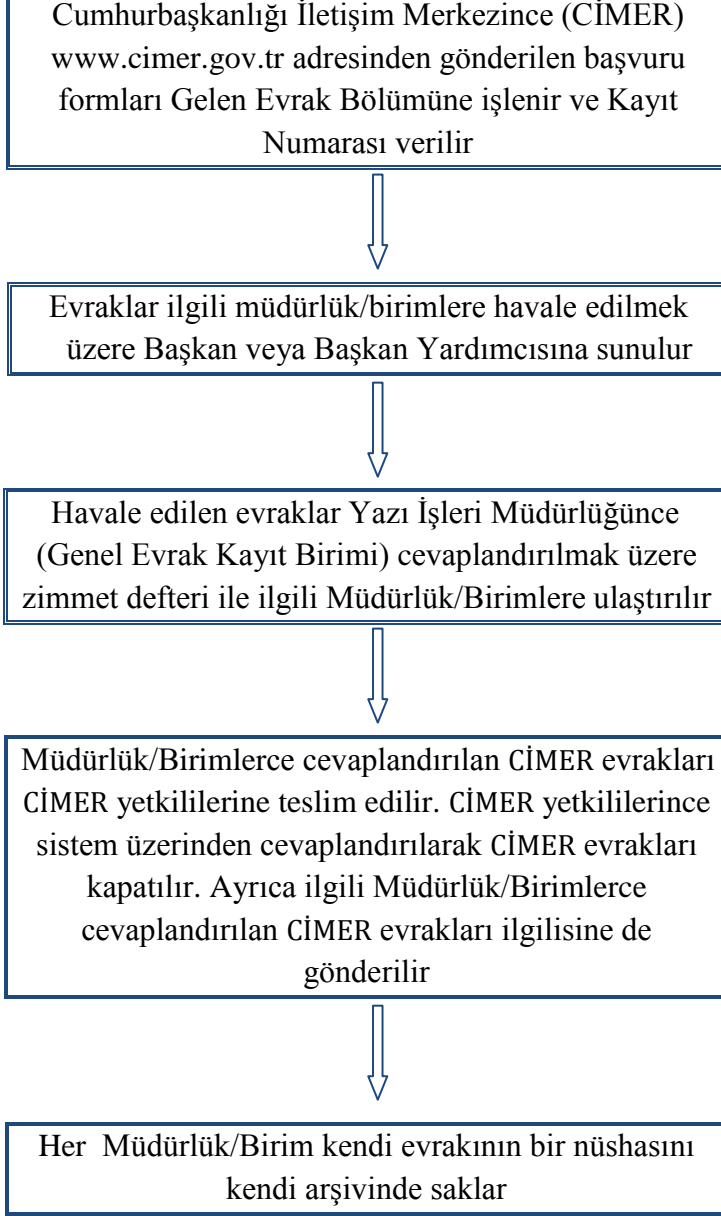 Cumhurbaşkanlığı İletişim Merkezince (CİMER)
www.cimer.gov.tr adresinden gönderilen başvuru
formları Gelen Evrak Bölümüne işlenir ve Kayıt
Numarası verilir
Evraklar ilgili müdürlük/birimlere havale edilmek
üzere Başkan veya Başkan Yardımcısına sunulur
Havale edilen evraklar Yazı İşleri Müdürlüğünce
(Genel Evrak Kayıt Birimi) cevaplandırılmak üzere
zimmet defteri ile ilgili Müdürlük/Birimlere ulaştırılır
Müdürlük/Birimlerce cevaplandırılan CİMER evrakları
CİMER yetkililerine teslim edilir. CİMER yetkililerince
sistem üzerinden cevaplandırılarak CİMER evrakları
kapatılır. Ayrıca ilgili Müdürlük/Birimlerce
cevaplandırılan CİMER evrakları ilgilisine de
gönderilir
Her Müdürlük/Birim kendi evrakının bir nüshasını
kendi arşivinde saklar